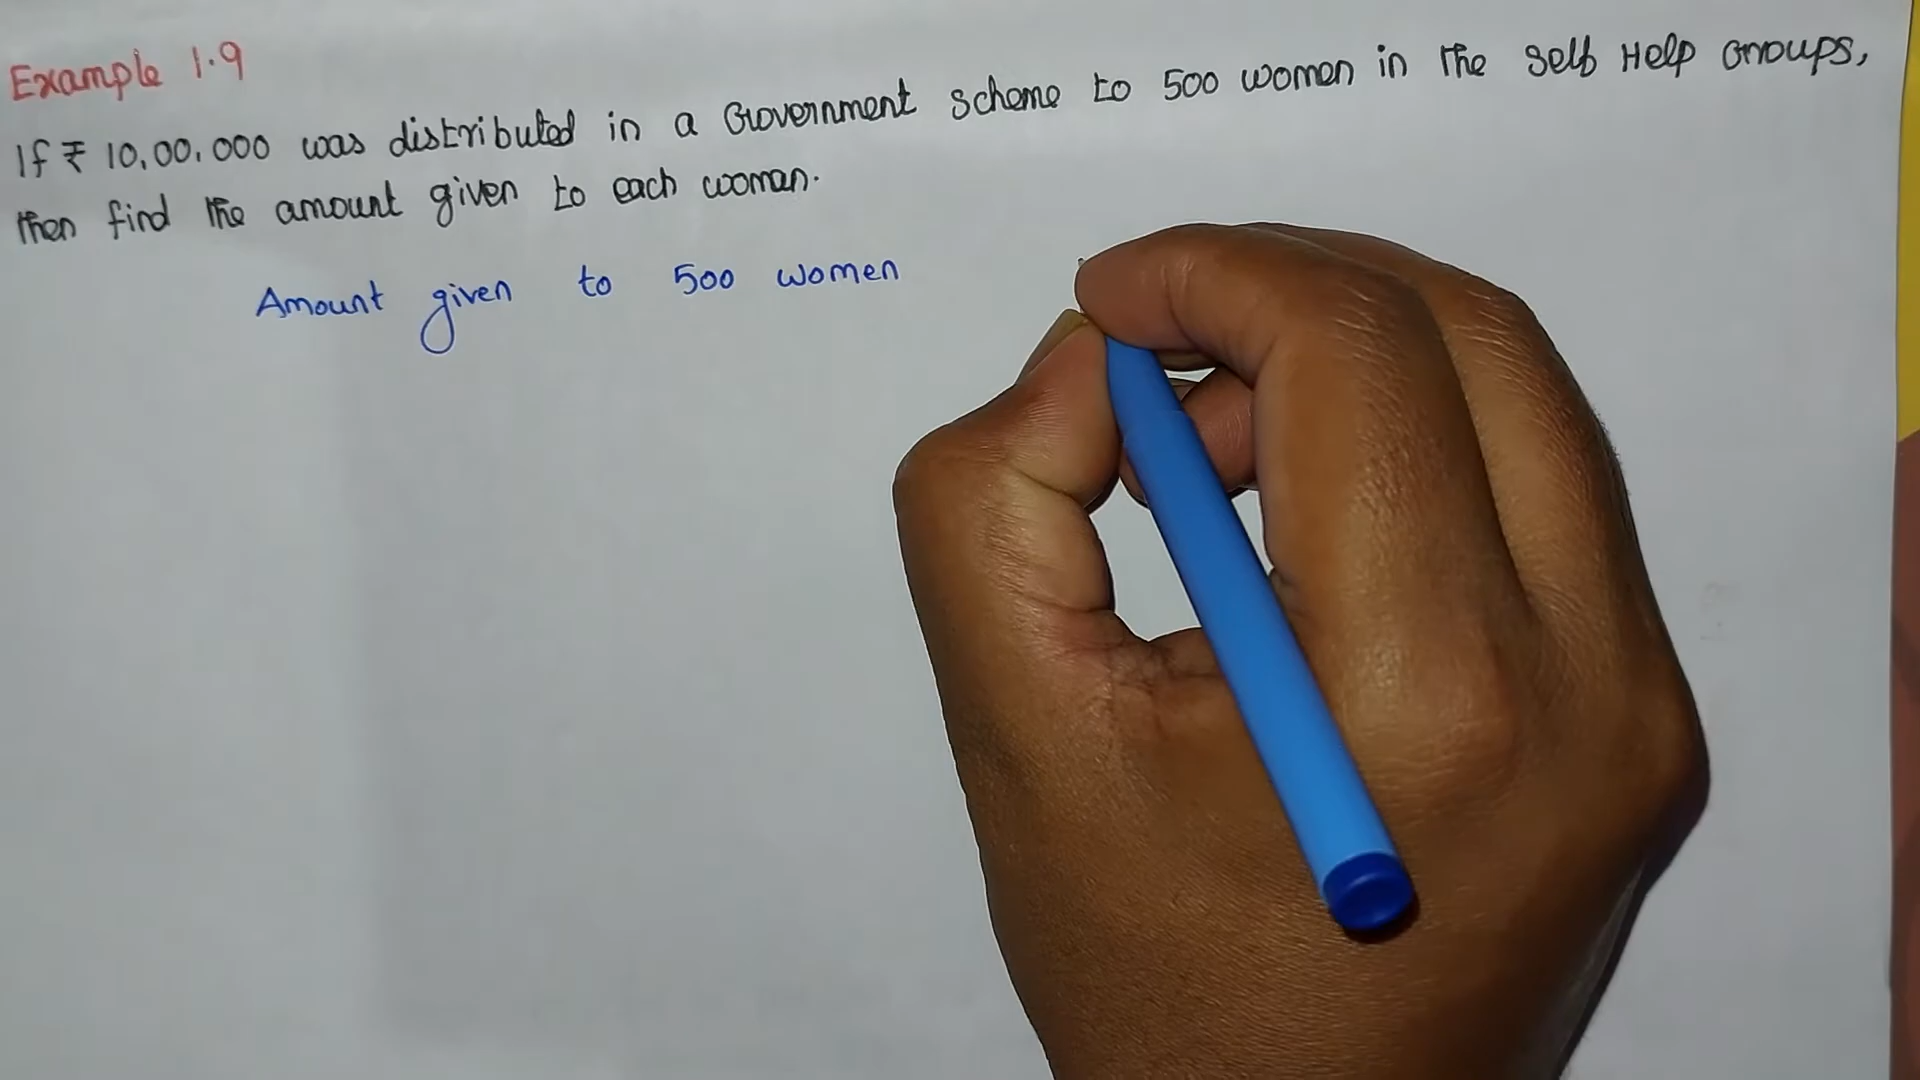 Example 1.9
If ₹ 10,00,000 was distributed in a Government scheme to 500 women in the Self Help Groups,
then find the amount given to each woman.
Amount given to 500 women